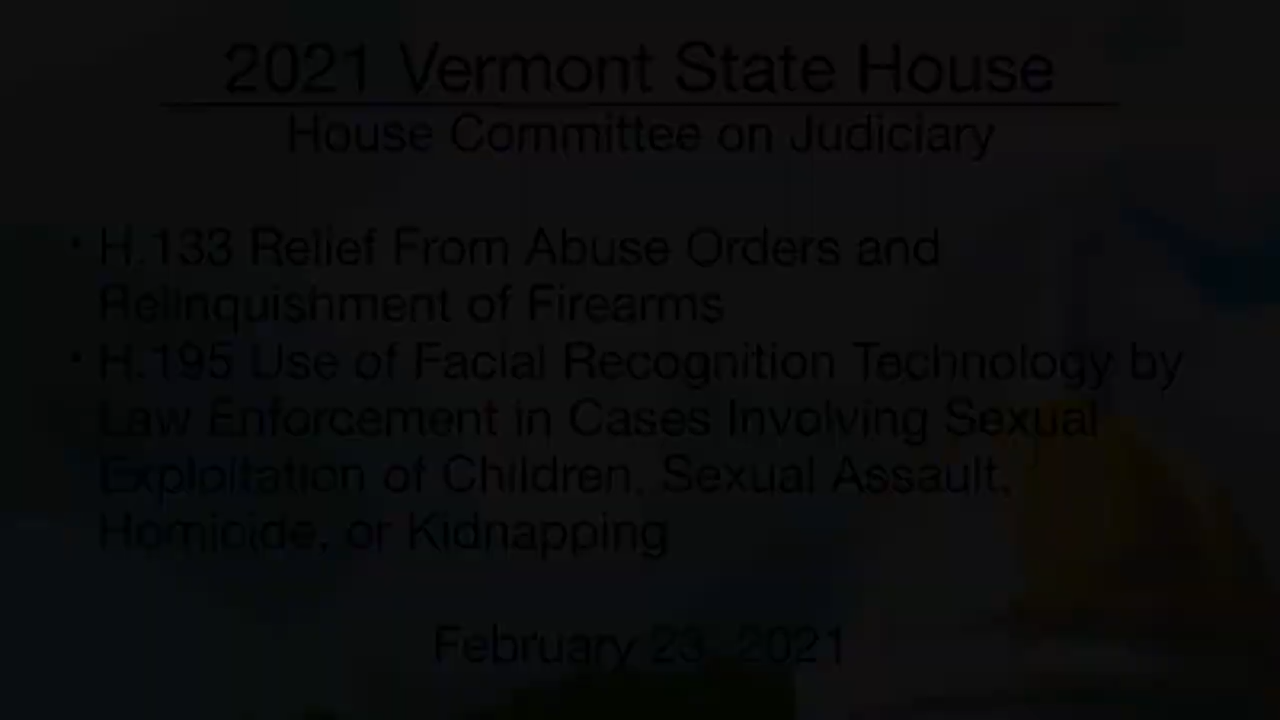 2021 Vermont State House
House Committee on Judiciary
• H.133 Relief From Abuse Orders and
Relinquishment of Firearms
• H.195 Use of Facial Recognition Technology by
Law Enforcement in Cases Involving Sexual
Exploitation of Children, Sexual Assault,
Homicide, or Kidnapping
February 23, 2021